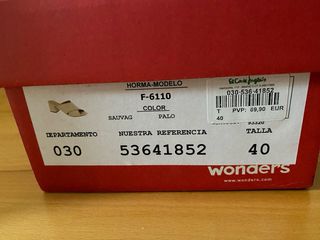 HORMA-MODELO
F-6110
COLOR
SAUVAG PALO
El Corte Inglés
030-536-41852
T PVP: 89,90 EUR
40
DEPARTAMENTO NUESTRA REFERENCIA TALLA
030 53641852 40
wonders
www.wonders.com